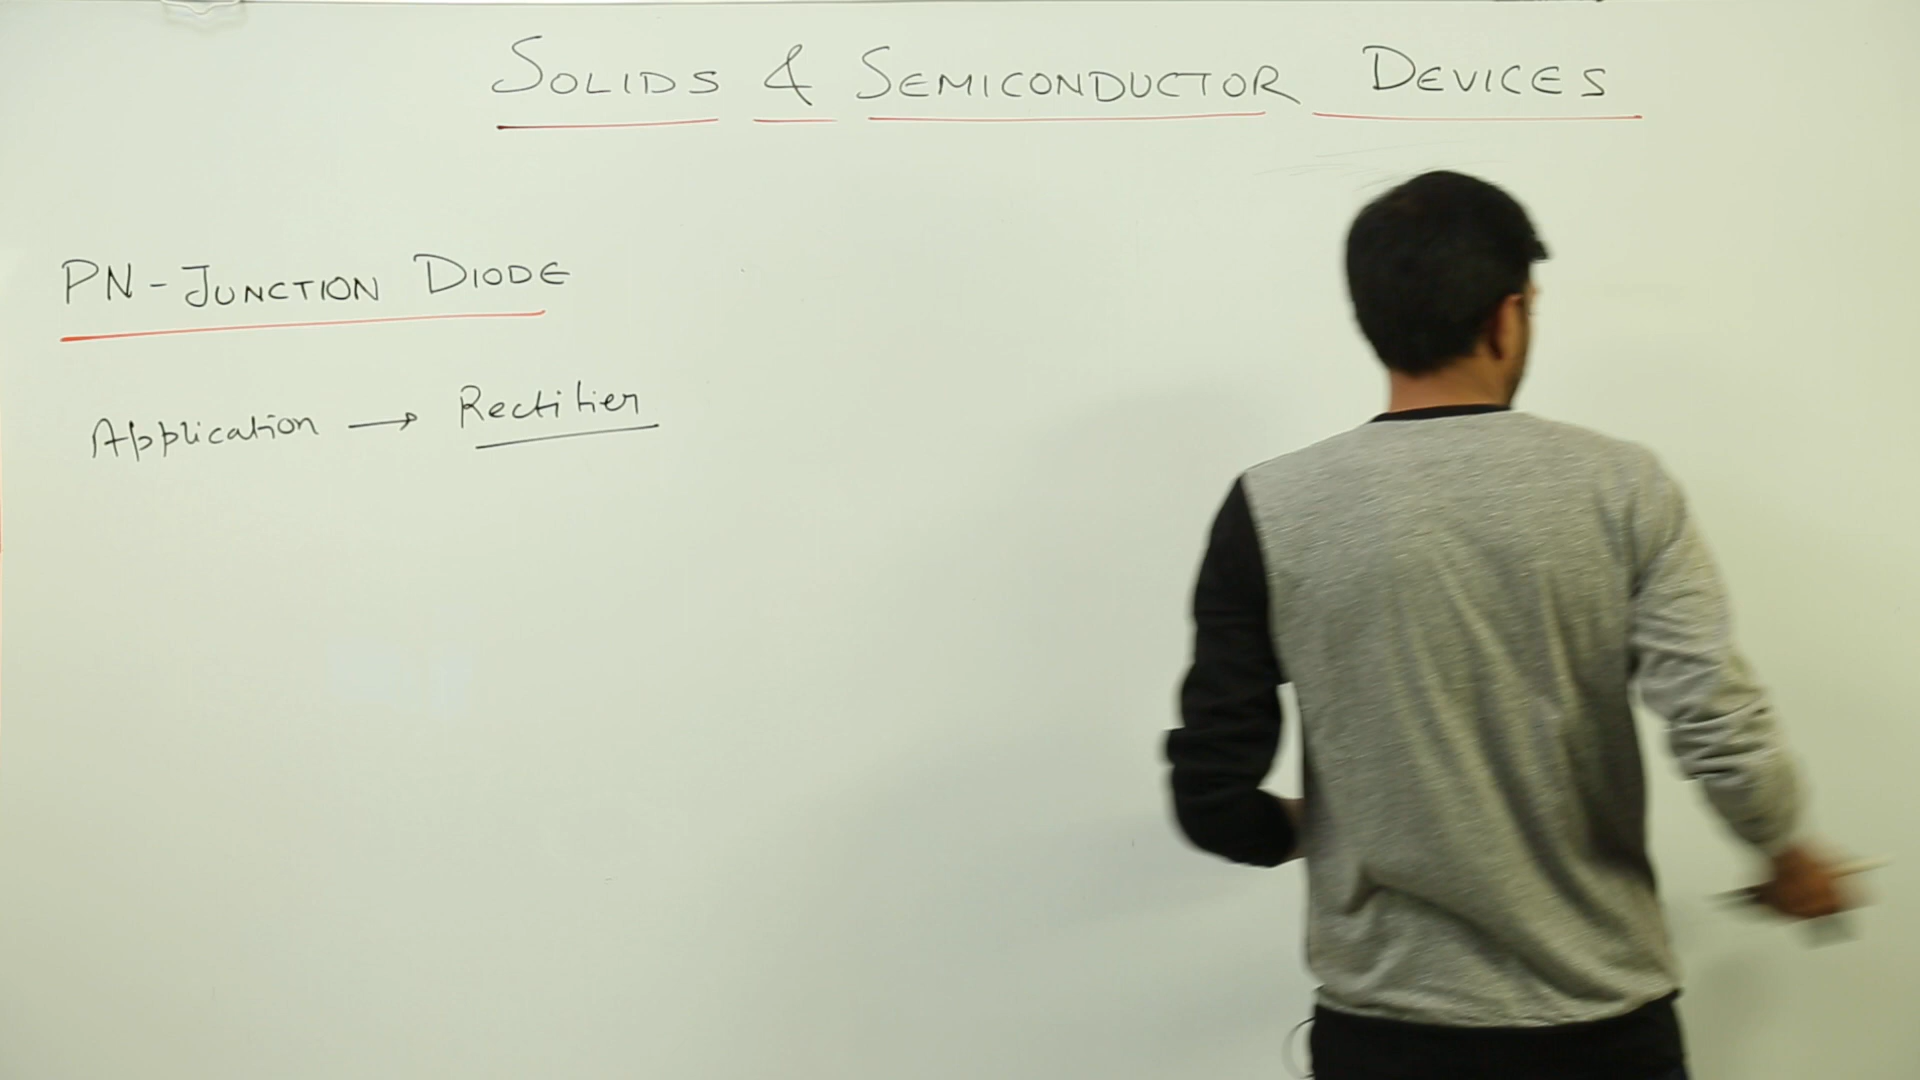 SOLIDS & SEMICONDUCTOR DEVICES
PN-JUNCTION DIODE
Application → Rectifier